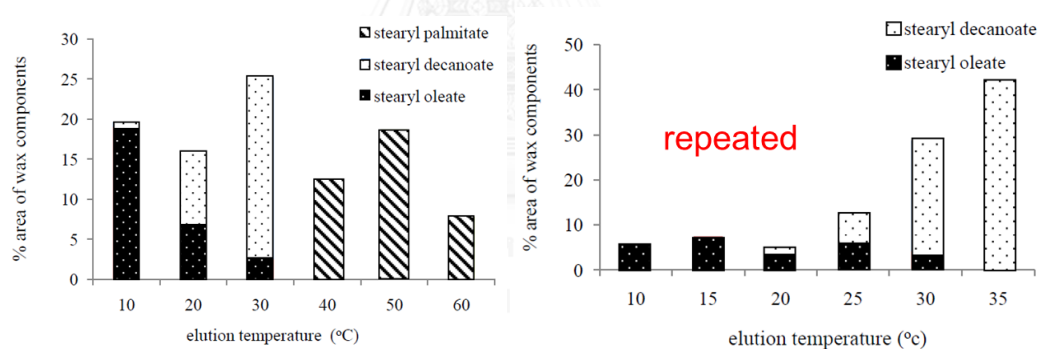 30
25
20
15
10
5
0
% area of wax components
stearyl palmitate
stearyl decanoate
stearyl oleate
10 20 30 40 50 60
elution temperature (ºC)
50
40
30
20
10
0
% area of wax components
stearyl decanoate
stearyl oleate
repeated
10 15 20 25 30 35
elution temperature (ºc)